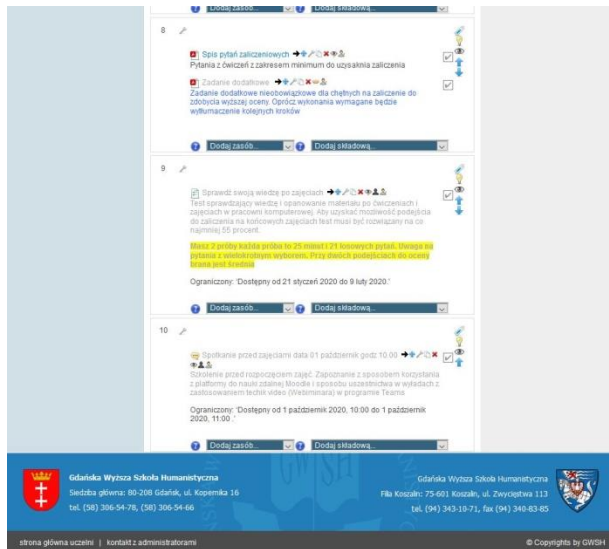 Dodaj zasób... Dodaj składową...
8
Spis pytań zaliczeniowych
Pytania z ćwiczeń z zakresem minimum do uzysaknia zaliczenia
Zadanie dodatkowe
Zadanie dodatkowe nieobowiązkowe dla chętnych na zaliczenie do
zdobycia wyższej oceny. Oprócz wykonania wymagane będzie
wytłumaczenie kolejnych kroków
Dodaj zasób... Dodaj składową...
9
Sprawdź swoją wiedzę po zajęciach
Test sprawdzający wiedzę i opanowanie materiału po ćwiczeniach i
zajęciach w pracowni komputerowej. Aby uzyskać możliwość podejścia
do zaliczenia na końcowych zajęciach test musi być rozwiązany na co
najmniej 55 procent.
Masz 2 próby każda próba to 25 minut i 21 losowych pytań. Uwaga na
pytania z wielokrotnym wyborem. Przy dwóch podejściach do oceny
brana jest średnia
Ograniczony: 'Dostępny od 21 styczeń 2020 do 9 luty 2020.'
Dodaj zasób... Dodaj składową...
10
Spotkanie przed zajęciami data 01 październik godz 10.00
Szkolenie przed rozpoczęciem zajęć. Zapoznanie z sposobem korzystania
z platformy do nauki zdalnej Moodle i sposobu uszestnictwa w wykładach z
zastosowaniem techik video (Webiminara) w programie Teams
Ograniczony: 'Dostępny od 1 październik 2020, 10:00 do 1 październik
2020, 11:00 .'
Dodaj zasób... Dodaj składową...
GWSH
Gdańska Wyższa Szkoła Humanistyczna
Siedziba główna: 80-208 Gdańsk, ul. Kopernika 16
tel. (58) 306-54-78, (58) 306-54-66
Gdańska Wyższa Szkoła Humanistyczna
Filia Koszalin: 75-601 Koszalin, ul. Zwycięstwa 113
tel. (94) 343-10-71, fax (94) 340-83-85
strona główna uczelni | kontakt z administratorami
© Copyrights by GWSH